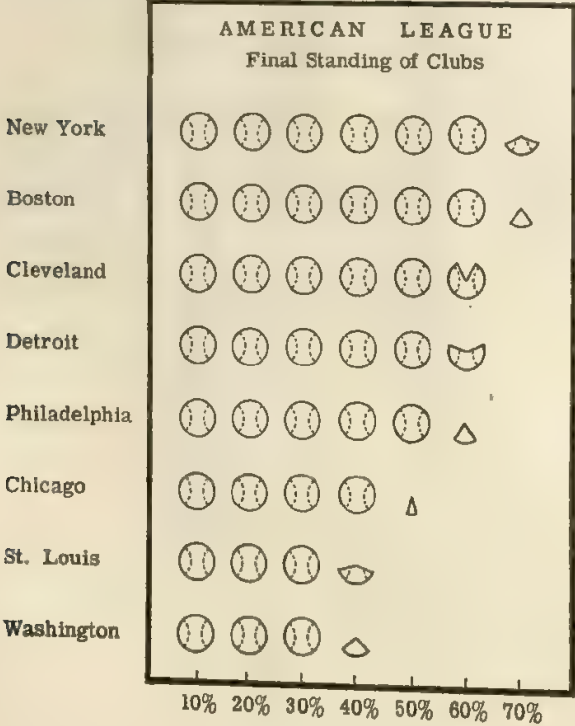 AMERICAN LEAGUE
Final Standing of Clubs
New York
Boston
Cleveland
Detroit
Philadelphia
Chicago
St. Louis
Washington
10% 20% 30% 40% 50% 60% 70%